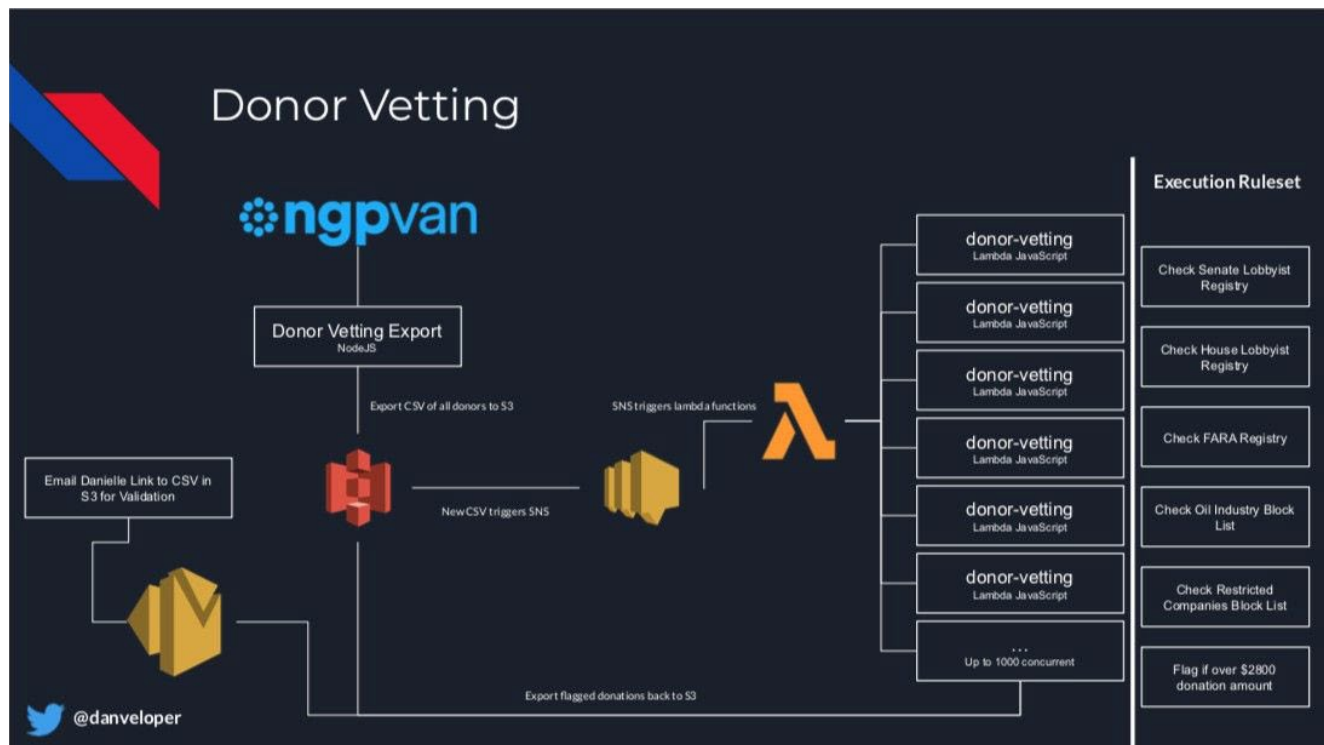 Donor Vetting
ngpvan
Donor Vetting Export
NodeJS
Export CSV of all donors to S3
Email Danielle Link to CSV in
S3 for Validation
New CSV triggers SNS
SNS triggers lambda functions
donor-vetting
Lambda JavaScript
donor-vetting
Lambda JavaScript
donor-vetting
Lambda JavaScript
donor-vetting
Lambda JavaScript
donor-vetting
Lambda JavaScript
donor-vetting
Lambda JavaScript
...
Up to 1000 concurrent
Export flagged donations back to S3
Execution Ruleset
Check Senate Lobbyist
Registry
Check House Lobbyist
Registry
Check FARA Registry
Check Oil Industry Block
List
Check Restricted
Companies Block List
Flag if over $2800
donation amount
@danveloper